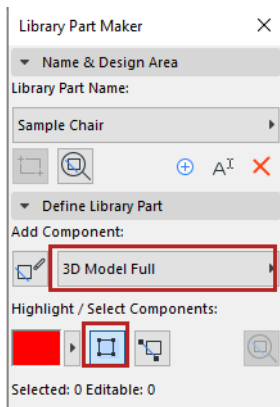 Library Part Maker
Name & Design Area
Library Part Name:
Sample Chair
Define Library Part
Add Component:
3D Model Full
Highlight / Select Components:
Selected: 0 Editable: 0